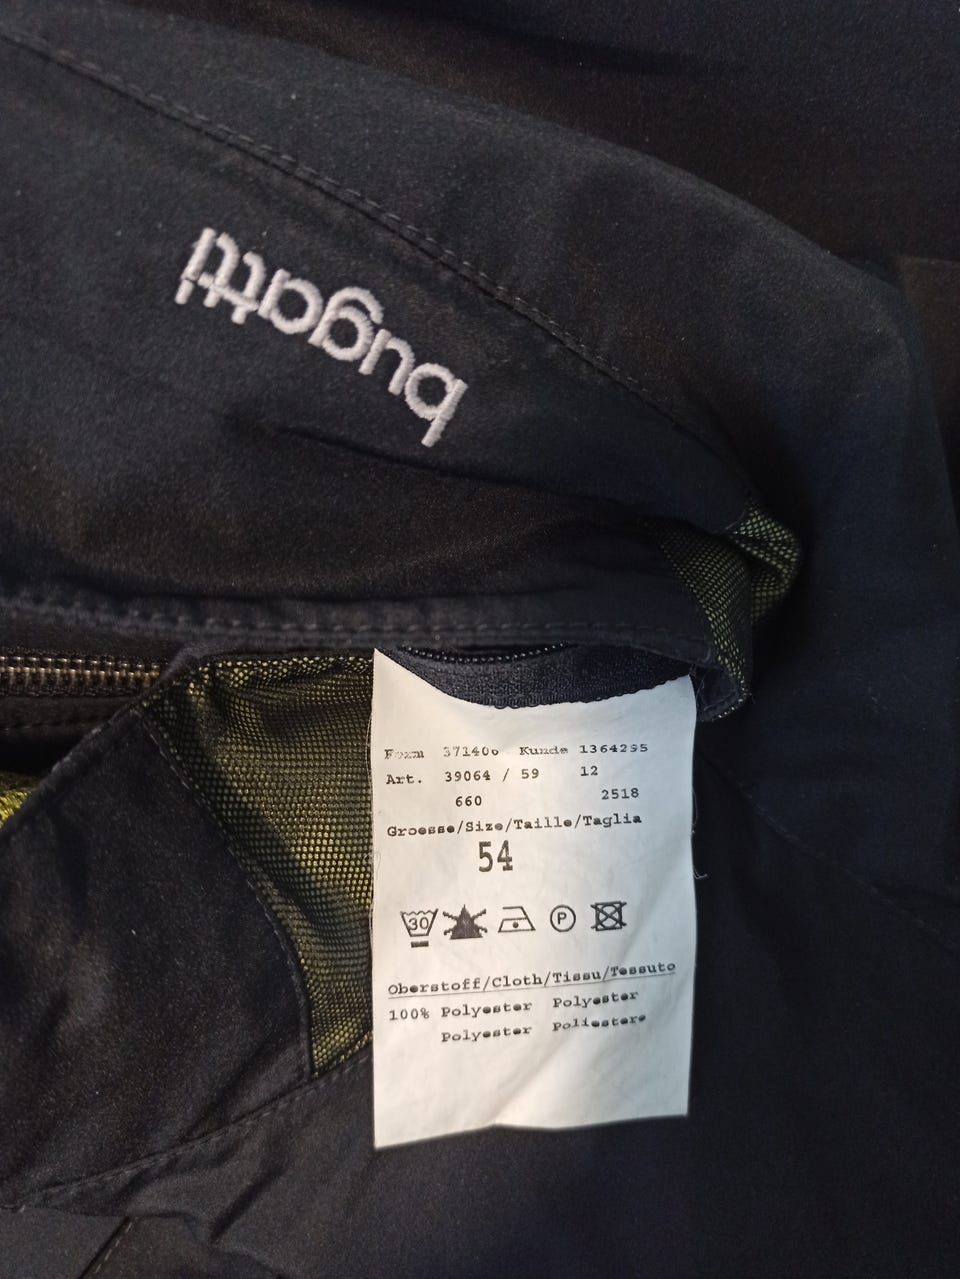 bugatti
Form 371406 Kunde 1364295
Art. 39064 / 59 12
660 2518
Groesse/Size/Taille/Taglia
54
30 P
Oberstoff/Cloth/Tissu/Tessuto
100% Polyester Polyester
Polyester Poliestere